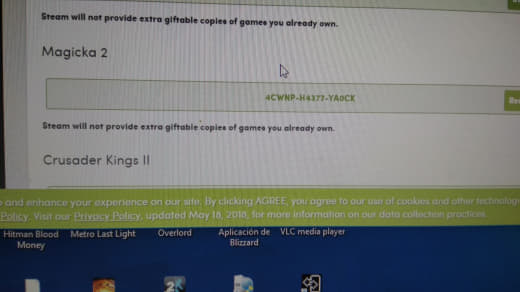 Steam will not provide extra giftable copies of games you already own.
Magicka 2
4CWNP-H4377-YA0CX
Steam will not provide extra giftable copies of games you already own.
Crusader Kings II
and enhance your experience on our site. By clicking AGREE, you agree to our use of cookies and other technologi
Policy. Visit our Privacy Policy, updated May 18, 2018, for more information on our data collection practices.
Hitman Blood Money
Metro Last Light
Overlord
Aplicación de Blizzard
VLC media player